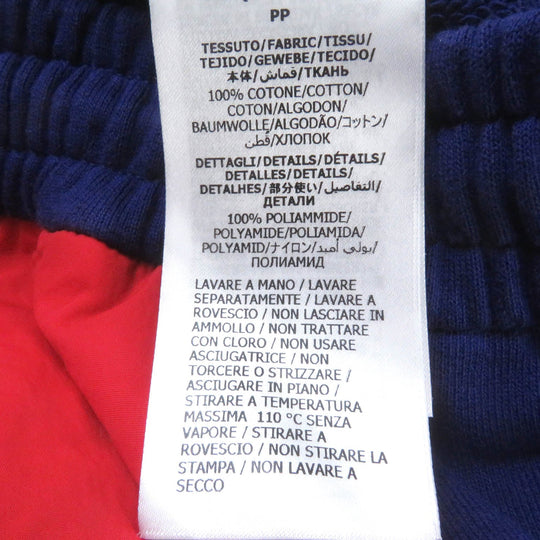 PP
TESSUTO/FABRIC/TISSU/
TEJIDO/GEWEBE/TECIDO/
本体/قماش/ТКАНЬ
100% COTONE/COTTON/
COTON/ALGODON/
BAUMWOLLE/ALGODÃO/コットン/
قطن/ХЛОПОК
DETTAGLI/DETAILS/DÉTAILS/
DETALLES/DETAILS/
DETALHES/部分使い/التفاصيل/
ДЕТАЛИ
100% POLIAMMIDE/
POLYAMIDE/POLIAMIDA/
POLYAMID/ナイロン/بولي أميد/
ПОЛИАМИД
LAVARE A MANO / LAVARE
SEPARATAMENTE / LAVARE A
ROVESCIO / NON LASCIARE IN
AMMOLLO / NON TRATTARE
CON CLORO / NON USARE
ASCIUGATRICE / NON
TORCERE O STRIZZARE /
ASCIUGARE IN PIANO /
STIRARE A TEMPERATURA
MASSIMA 110 °C SENZA
VAPORE / STIRARE A
ROVESCIO / NON STIRARE LA
STAMPA / NON LAVARE A
SECCO